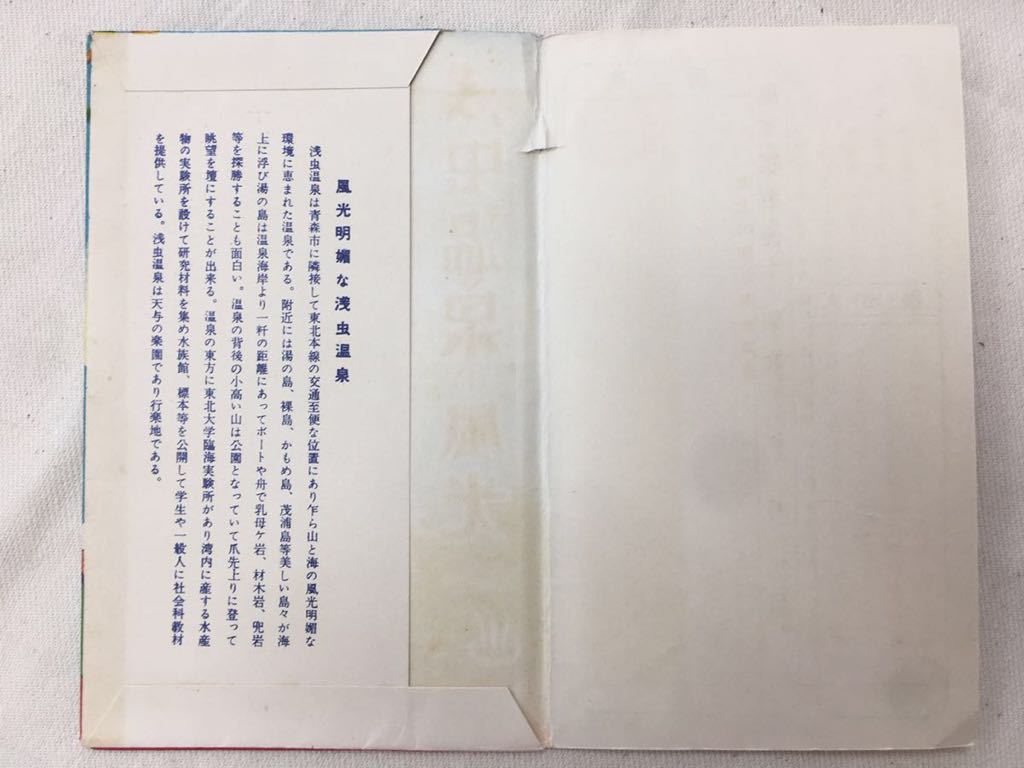 風光明媚な浅虫温泉
浅虫温泉は青森市に隣接して東北本線の交通至便な位置にあり乍ら山と海の風光明媚な
環境に恵まれた温泉である。附近には湯の島、裸島、かもめ島、茂浦島等美しい島々が海
上に浮び湯の島は温泉海岸より一粁の距離にあってボートや舟で乳母ケ岩、材木岩、兜岩
等を探勝することも面白い。温泉の背後の小高い山は公園となっていて爪先上りに登って
眺望を壇にすることが出来る。温泉の東方に東北大学臨海実験所があり湾内に産する水産
物の実験所を設けて研究材料を集め水族館、標本等を公開して学生や一般人に社会科教材
を提供している。浅虫温泉は天与の楽園であり行楽地である。